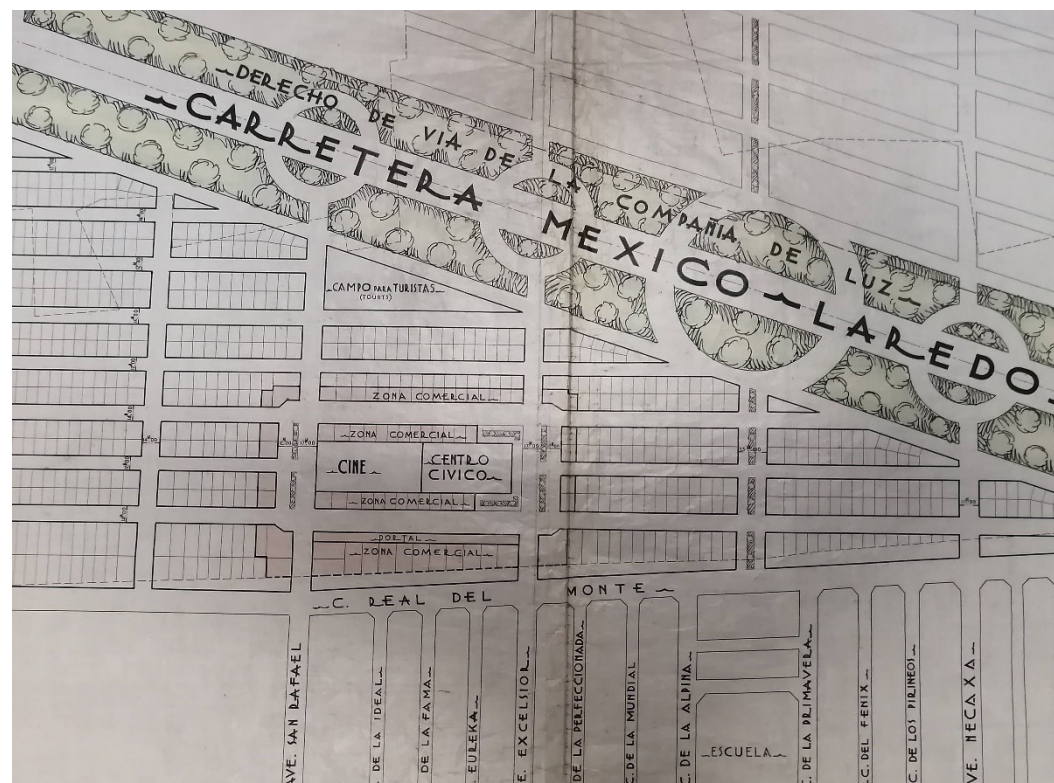 DERECHO DE VIA DE LA COMPAÑIA DE LUZ
CARRETERA MEXICO LAREDO
CAMPO PARA TURISTAS
(TOURTS)
ZONA COMERCIAL
ZONA COMERCIAL
CINE
CENTRO
CIVICO
ZONA COMERCIAL
PORTAL
ZONA COMERCIAL
C. REAL DEL MONTE
AVE. SAN RAFAEL
C. DE LA IDEAL
C. DE LA FAMA
EUREKA
E. EXCELSIOR
DE LA PERFECCIONADA
C. DE LA MUNDIAL
C. DE LA ALPINA
ESCUELA
C. DE LA PRIMAVERA
C. DEL FENIX
C. DE LOS PIRINEOS
AVE. NECAXA